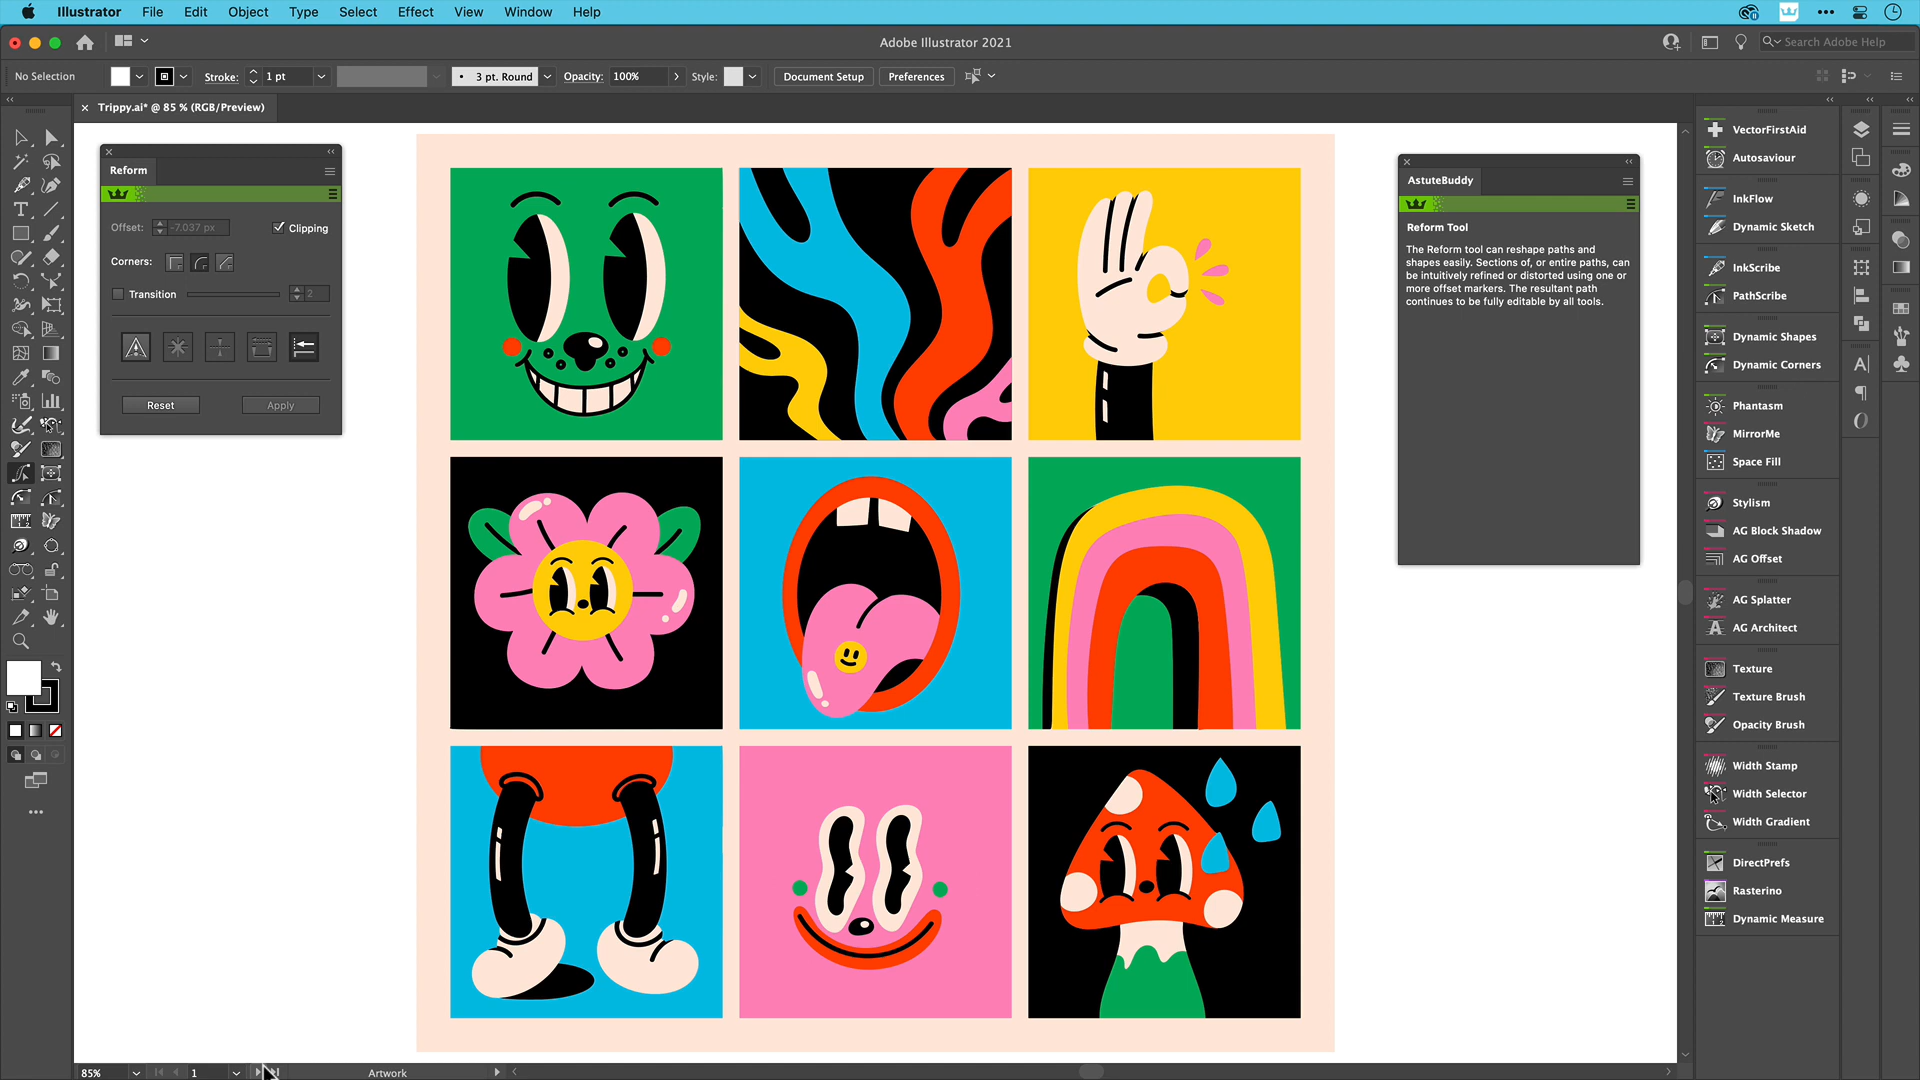 Illustrator File Edit Object Type Select Effect View Window Help
Adobe Illustrator 2021
Search Adobe Help
No Selection Stroke: 1 pt 3 pt. Round Opacity: 100% Style: Document Setup Preferences
Trippy.ai* @ 85 % (RGB/Preview)
Reform
Offset: -7.037 px Clipping
Corners:
Transition 2
Reset Apply
AstuteBuddy
Reform Tool
The Reform tool can reshape paths and
shapes easily. Sections of, or entire paths, can
be intuitively refined or distorted using one or
more offset markers. The resultant path
continues to be fully editable by all tools.
VectorFirstAid
Autosaviour
InkFlow
Dynamic Sketch
InkScribe
PathScribe
Dynamic Shapes
Dynamic Corners
Phantasm
MirrorMe
Space Fill
Stylism
AG Block Shadow
AG Offset
AG Splatter
AG Architect
Texture
Texture Brush
Opacity Brush
Width Stamp
Width Selector
Width Gradient
DirectPrefs
Rasterino
Dynamic Measure
85% 1 Artwork